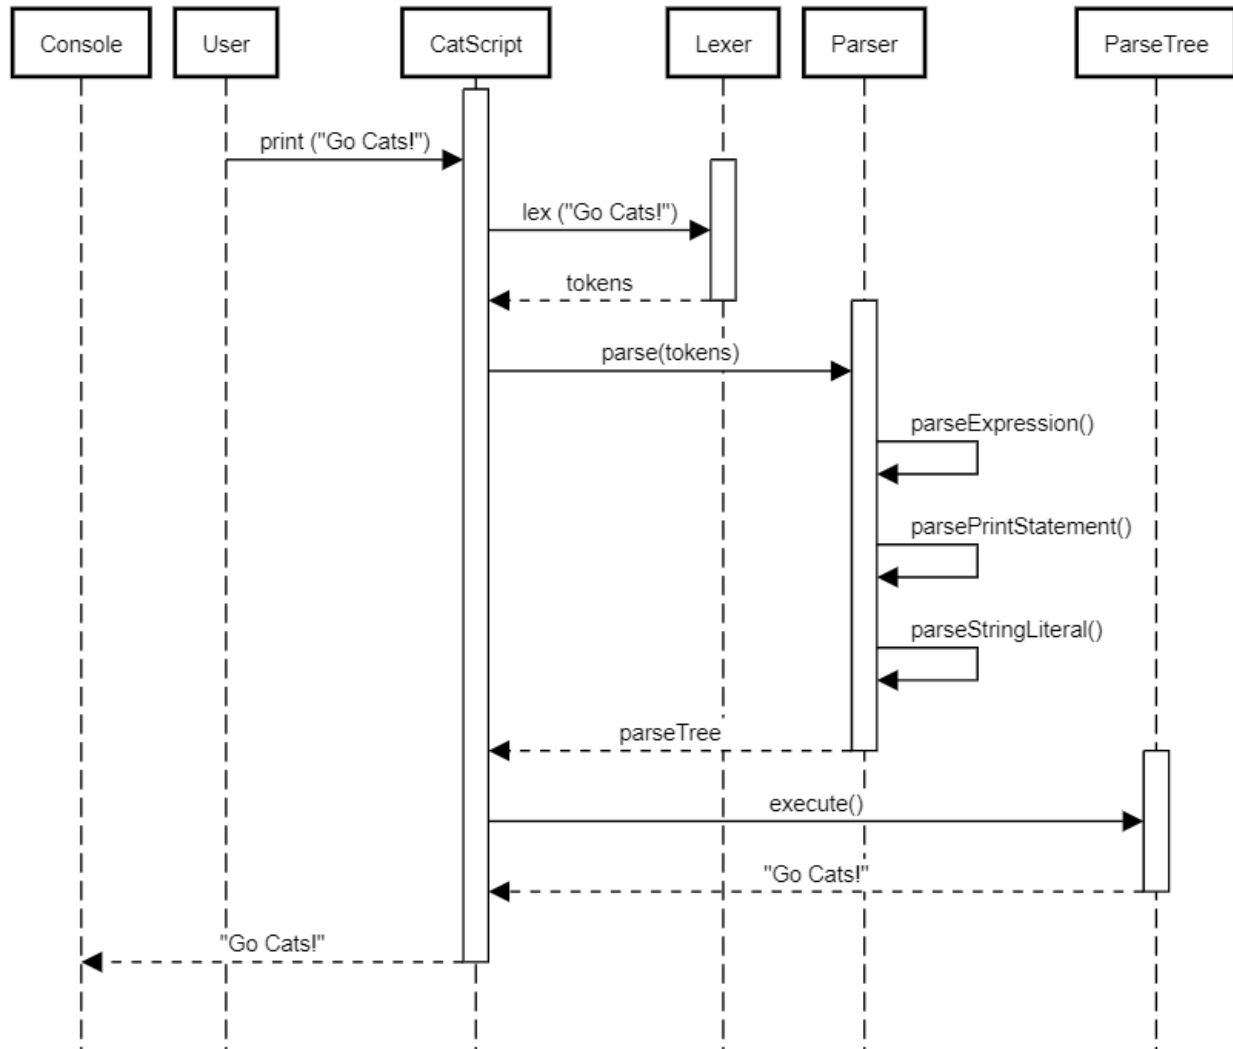 Console
User
CatScript
Lexer
Parser
ParseTree
print ("Go Cats!")
lex ("Go Cats!")
tokens
parse(tokens)
parseExpression()
parsePrintStatement()
parseStringLiteral()
parseTree
execute()
"Go Cats!"
"Go Cats!"